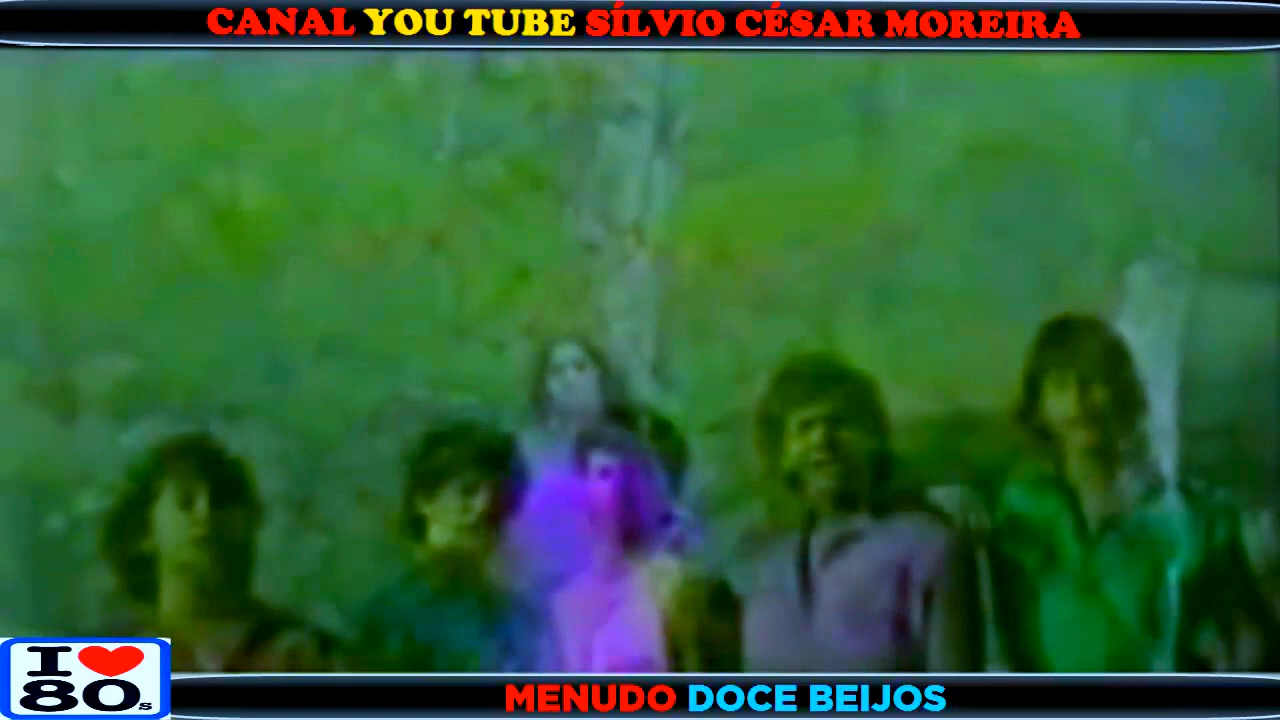 CANAL YOU TUBE SÍLVIO CÉSAR MOREIRA
I ❤ 
80s
MENUDO DOCE BEIJOS